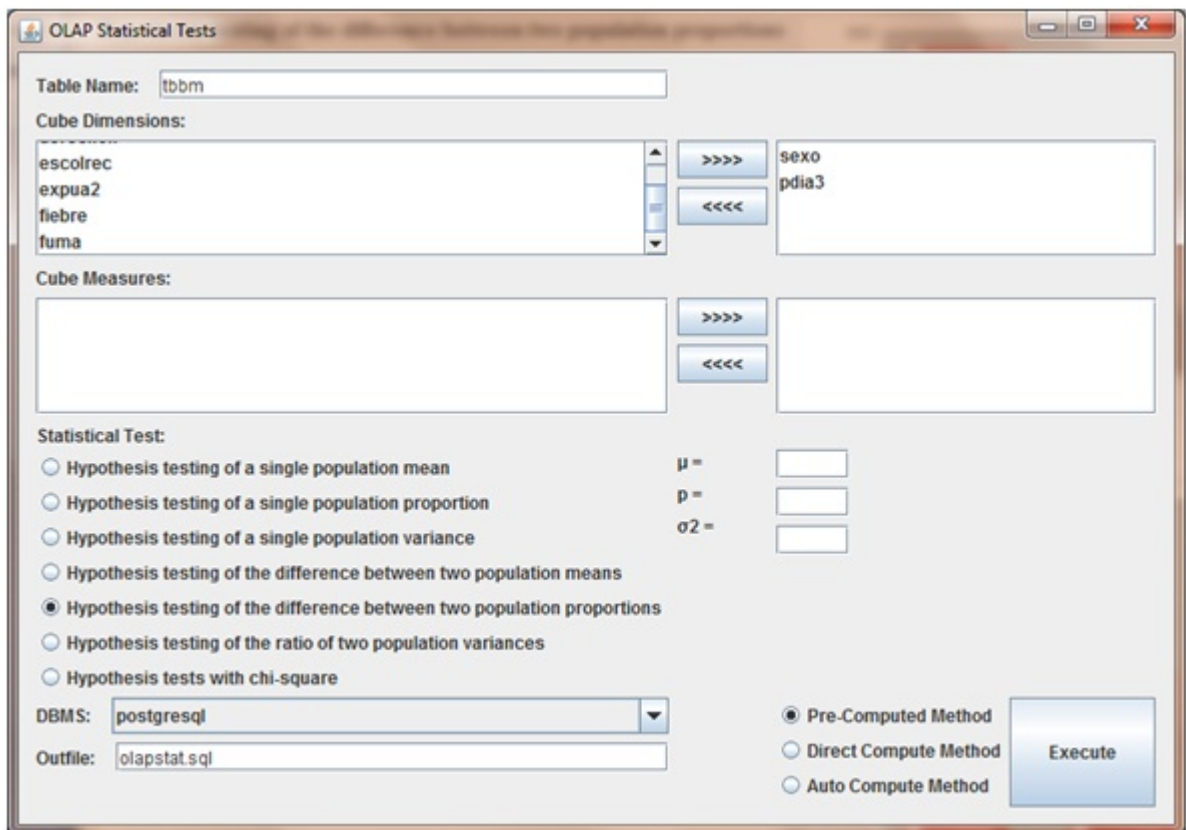 OLAP Statistical Tests
Table Name: tbbm
Cube Dimensions:
escolrec
expua2
fiebre
fuma
>>>>
<<<<
sexo
pdia3
Cube Measures:
>>>>
<<<<
Statistical Test:
Hypothesis testing of a single population mean
Hypothesis testing of a single population proportion
Hypothesis testing of a single population variance
Hypothesis testing of the difference between two population means
Hypothesis testing of the difference between two population proportions
Hypothesis testing of the ratio of two population variances
Hypothesis tests with chi-square
μ =
p =
σ2 =
DBMS: postgresql
Outfile: olapstat.sql
Pre-Computed Method
Direct Compute Method
Auto Compute Method
Execute